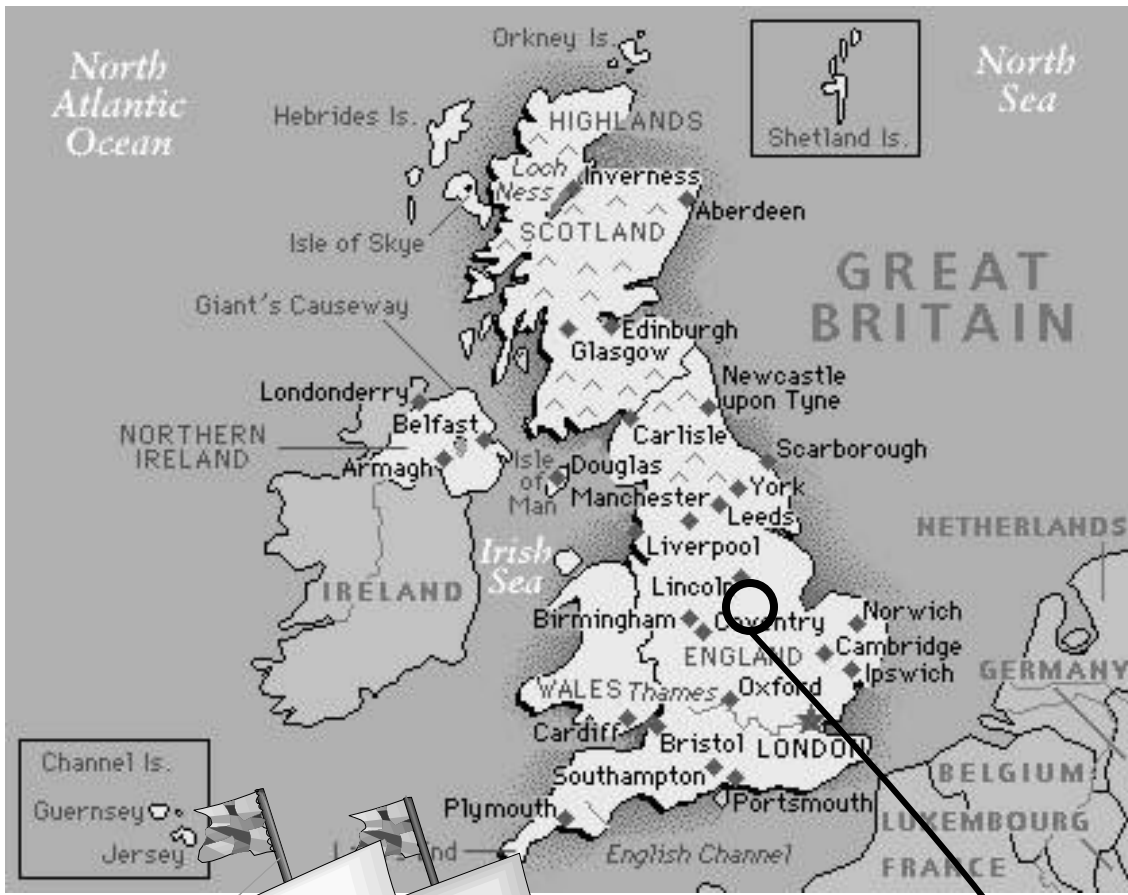 North
Atlantic
Ocean
Orkney Is.
North
Sea
Shetland Is.
Hebrides Is.
HIGHLANDS
Loch
Ness
Inverness
Aberdeen
Isle of Skye
SCOTLAND
GREAT
BRITAIN
Giant's Causeway
Edinburgh
Glasgow
Londonderry
Newcastle
upon Tyne
Belfast
Carlisle
NORTHERN
IRELAND
Armagh
Scarborough
Isle
of
Man
Douglas
York
Manchester
Leeds
NETHERLANDS
Irish
Sea
Liverpool
IRELAND
Lincoln
Birmingham
Coventry
Norwich
ENGLAND
Cambridge
Ipswich
GERMANY
WALES
Thames
Oxford
Cardiff
Bristol
LONDON
Channel Is.
Southampton
BELGIUM
Guernsey
Plymouth
Portsmouth
LUXEMBOURG
Jersey
English Channel
FRANCE